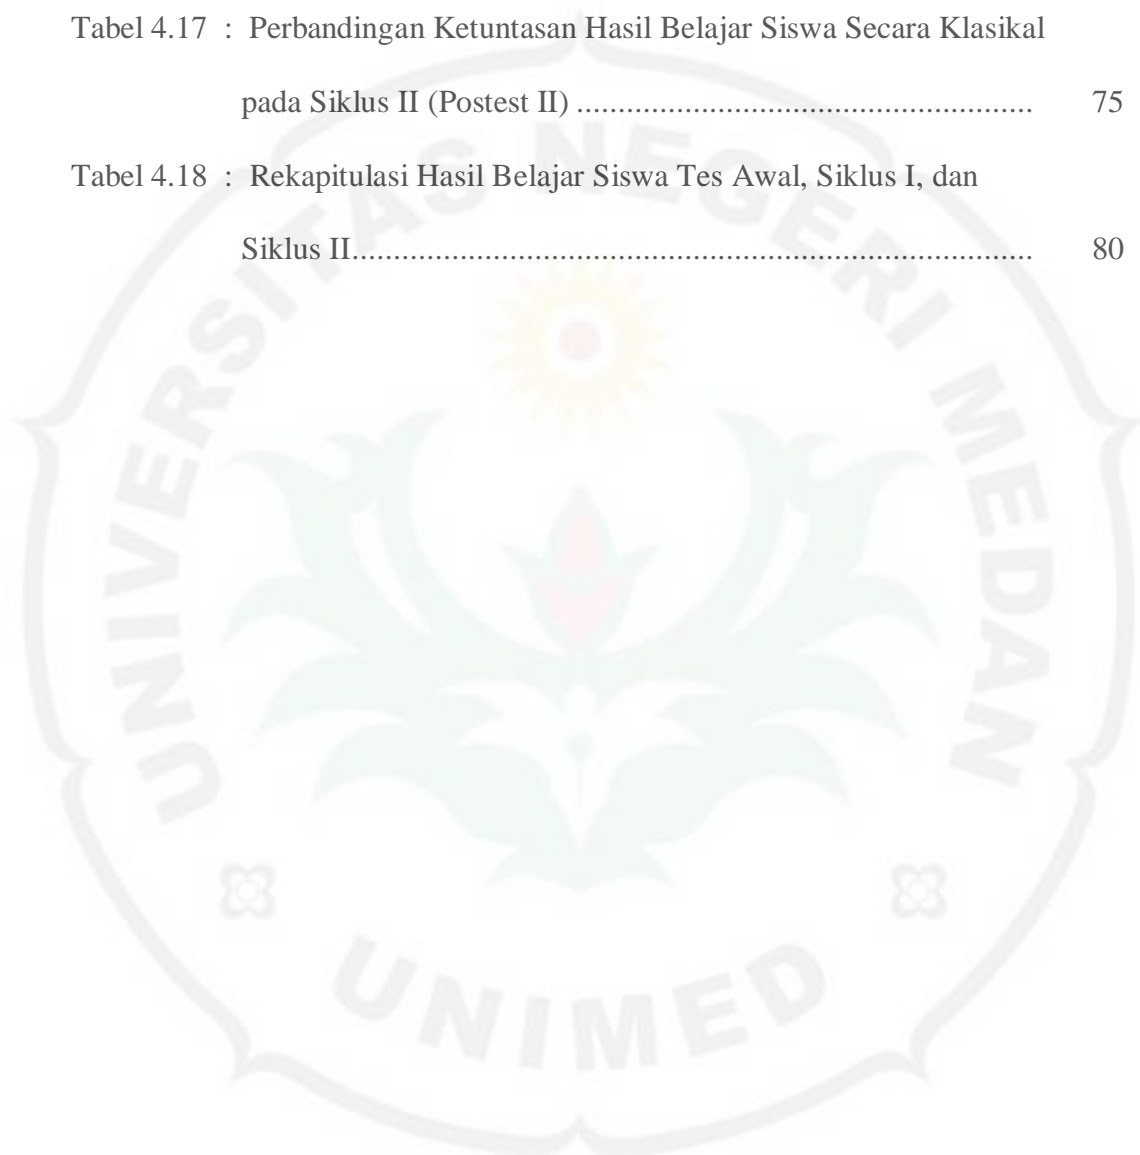 Tabel 4.17 : Perbandingan Ketuntasan Hasil Belajar Siswa Secara Klasikal
pada Siklus II (Postest II) ....................................................... 75
Tabel 4.18 : Rekapitulasi Hasil Belajar Siswa Tes Awal, Siklus I, dan
Siklus II.................................................................................. 80
UNIVERSITAS NEGERI MEDAN
UNIMED